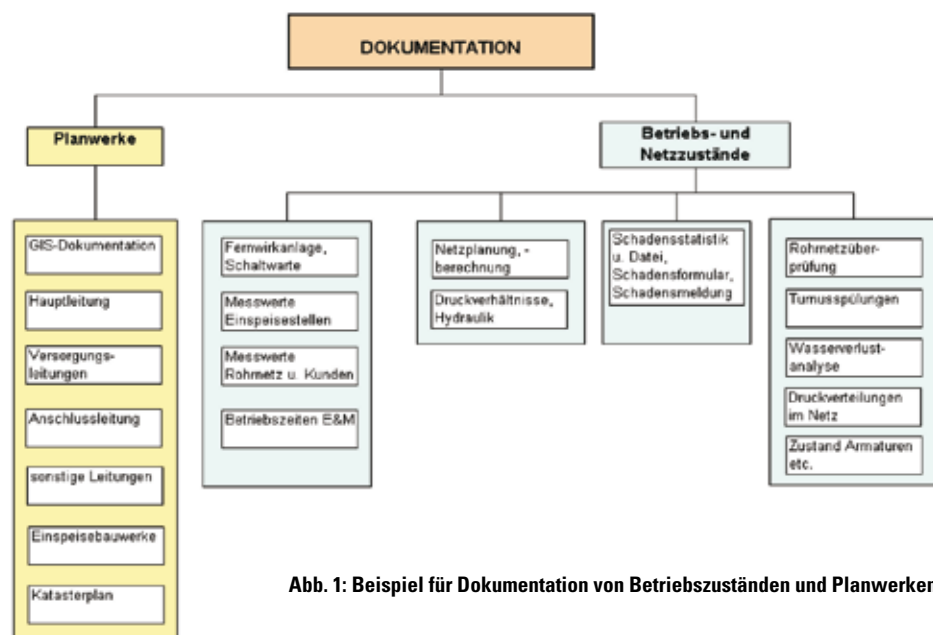 DOKUMENTATION
Planwerke
Betriebs- und
Netzzustände
GIS-Dokumentation
Hauptleitung
Versorgungs-
leitungen
Anschlussleitung
sonstige Leitungen
Einspeisebauwerke
Katasterplan
Fernwirkanlage,
Schaltwarte
Messwerte
Einspeisestellen
Messwerte
Rohrnetz u. Kunden
Betriebszeiten E&M
Netzplanung, -
berechnung
Druckverhältnisse,
Hydraulik
Schadensstatistik
u. Datei,
Schadensformular,
Schadensmeldung
Rohrnetzüber-
prüfung
Turnusspülungen
Wasserverlust-
analyse
Druckverteilungen
im Netz
Zustand Armaturen
etc.
Abb. 1: Beispiel für Dokumentation von Betriebszuständen und Planwerken